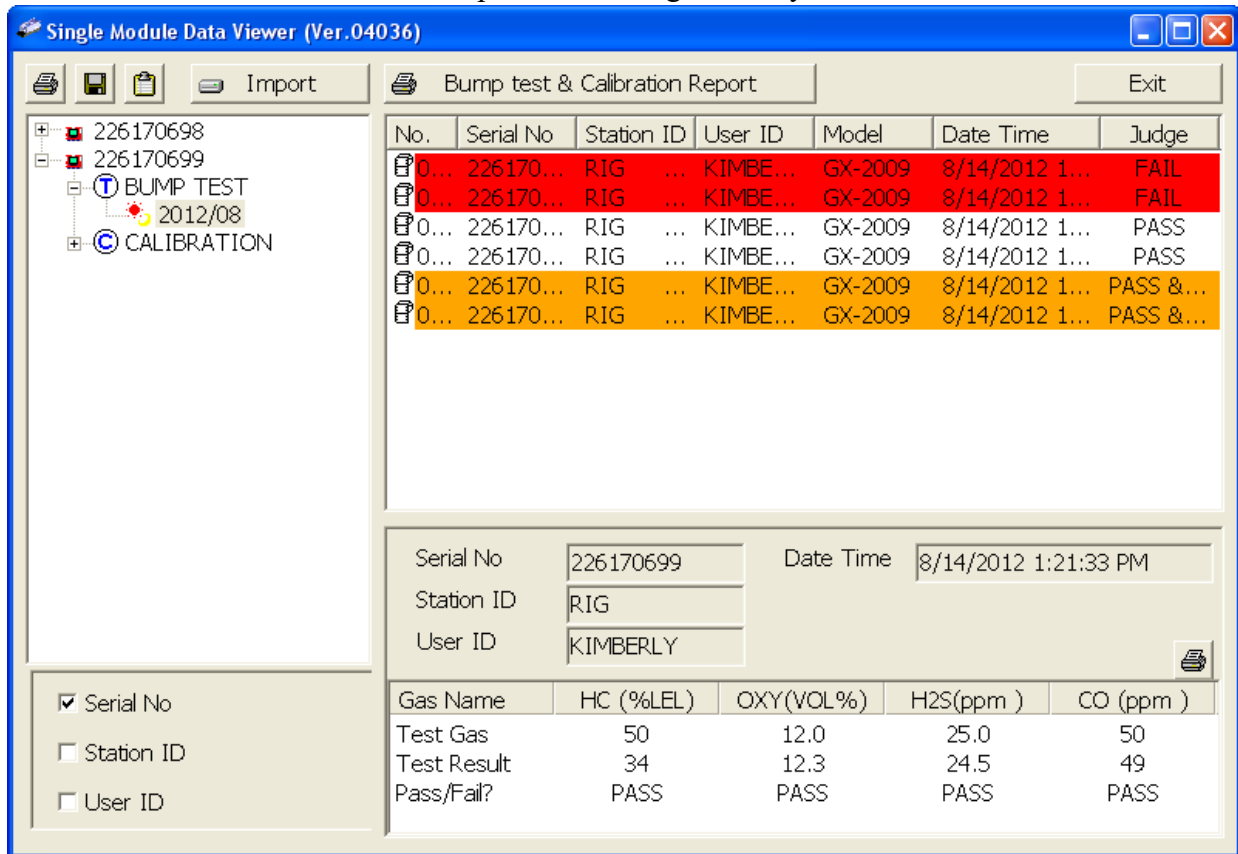 Single Module Data Viewer (Ver.04036)
Import
Bump test & Calibration Report
Exit
226170698
226170699
T BUMP TEST
2012/08
C CALIBRATION
No. Serial No Station ID User ID Model Date Time Judge
0... 226170... RIG ... KIMBE... GX-2009 8/14/2012 1... FAIL
0... 226170... RIG ... KIMBE... GX-2009 8/14/2012 1... FAIL
0... 226170... RIG ... KIMBE... GX-2009 8/14/2012 1... PASS
0... 226170... RIG ... KIMBE... GX-2009 8/14/2012 1... PASS
0... 226170... RIG ... KIMBE... GX-2009 8/14/2012 1... PASS &...
0... 226170... RIG ... KIMBE... GX-2009 8/14/2012 1... PASS &...
Serial No 226170699 Date Time 8/14/2012 1:21:33 PM
Station ID RIG
User ID KIMBERLY
Serial No
Station ID
User ID
Gas Name HC (%LEL) OXY(VOL%) H2S(ppm ) CO (ppm )
Test Gas 50 12.0 25.0 50
Test Result 34 12.3 24.5 49
Pass/Fail? PASS PASS PASS PASS